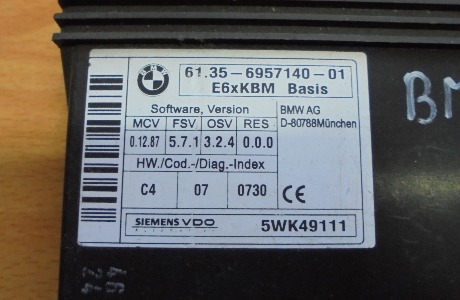 BMW
61.35-6957140-01
E6xKBM Basis
Software, Version
BMW AG
D-80788München
MCV FSV OSV RES
0.12.87 5.7.1 3.2.4 0.0.0
HW./Cod.-/Diag.-Index
C4 07 0730 CE
SIEMENS VDO
Automotive
5WK49111
BM